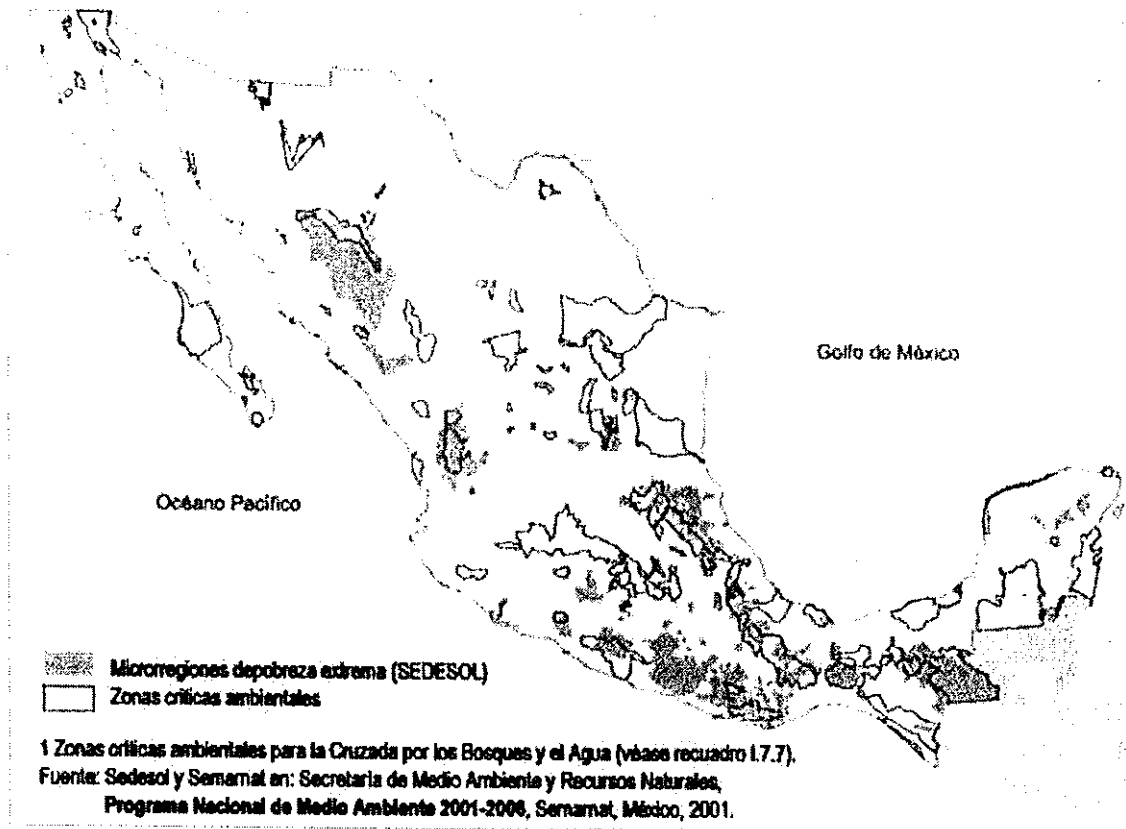 Golfo de México
Océano Pacífico
Microrregiones depobreza extrema (SEDESOL)
Zonas críticas ambientales
1 Zonas críticas ambientales para la Cruzada por los Bosques y el Agua (véase recuadro I.7.7).
Fuente: Sedesol y Semarnat en: Secretaría de Medio Ambiente y Recursos Naturales,
Programa Nacional de Medio Ambiente 2001-2006, Semarnat, México, 2001.